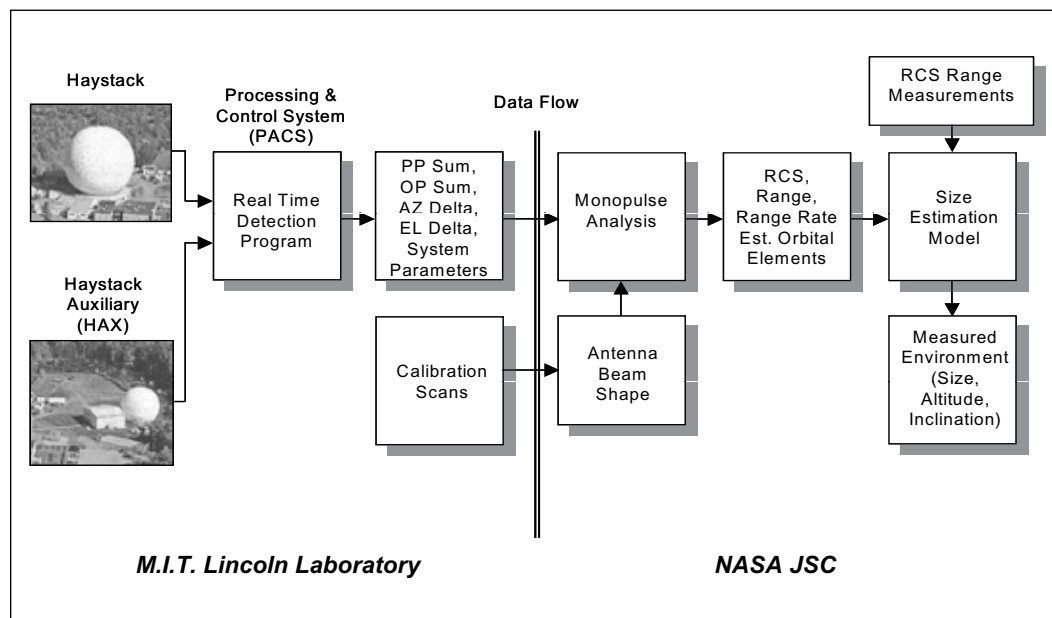 Haystack
Processing &
Control System
(PACS)
Data Flow
RCS Range
Measurements
Real Time
Detection
Program
PP Sum,
OP Sum,
AZ Delta,
EL Delta,
System
Parameters
Monopulse
Analysis
RCS,
Range,
Range Rate
Est. Orbital
Elements
Size
Estimation
Model
Haystack
Auxiliary
(HAX)
Calibration
Scans
Antenna
Beam
Shape
Measured
Environment
(Size,
Altitude,
Inclination)
M.I.T. Lincoln Laboratory
NASA JSC